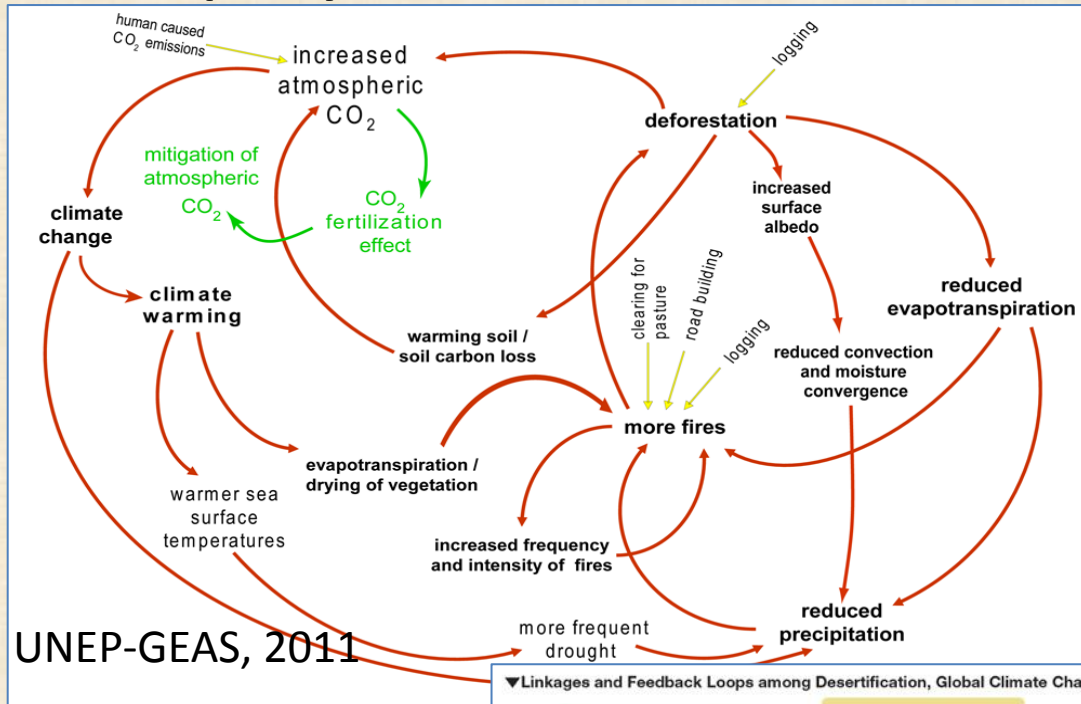 human caused
CO₂ emissions
increased
atmospheric
CO₂
logging
deforestation
mitigation of
atmospheric
CO₂
CO₂
fertilization
effect
increased
surface
albedo
climate
change
climate
warming
clearing for
pasture
road building
logging
reduced
evapotranspiration
warming soil /
soil carbon loss
reduced convection
and moisture
convergence
more fires
evapotranspiration /
drying of vegetation
warmer sea
surface
temperatures
increased frequency
and intensity of fires
reduced
precipitation
more frequent
drought
UNEP-GEAS, 2011
▼Linkages and Feedback Loops among Desertification, Global Climate Cha